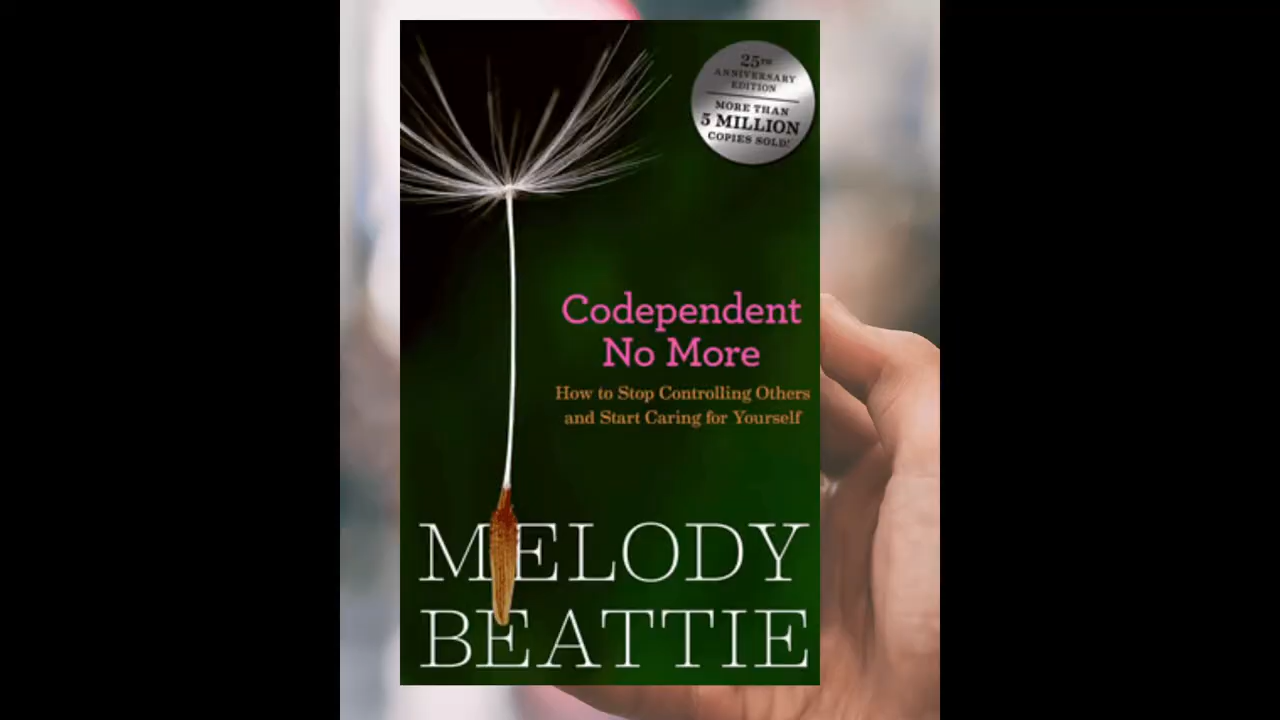 25TH
ANNIVERSARY
EDITION
MORE THAN
5 MILLION
COPIES SOLD!
Codependent
No More
How to Stop Controlling Others
and Start Caring for Yourself
MELODY
BEATTIE